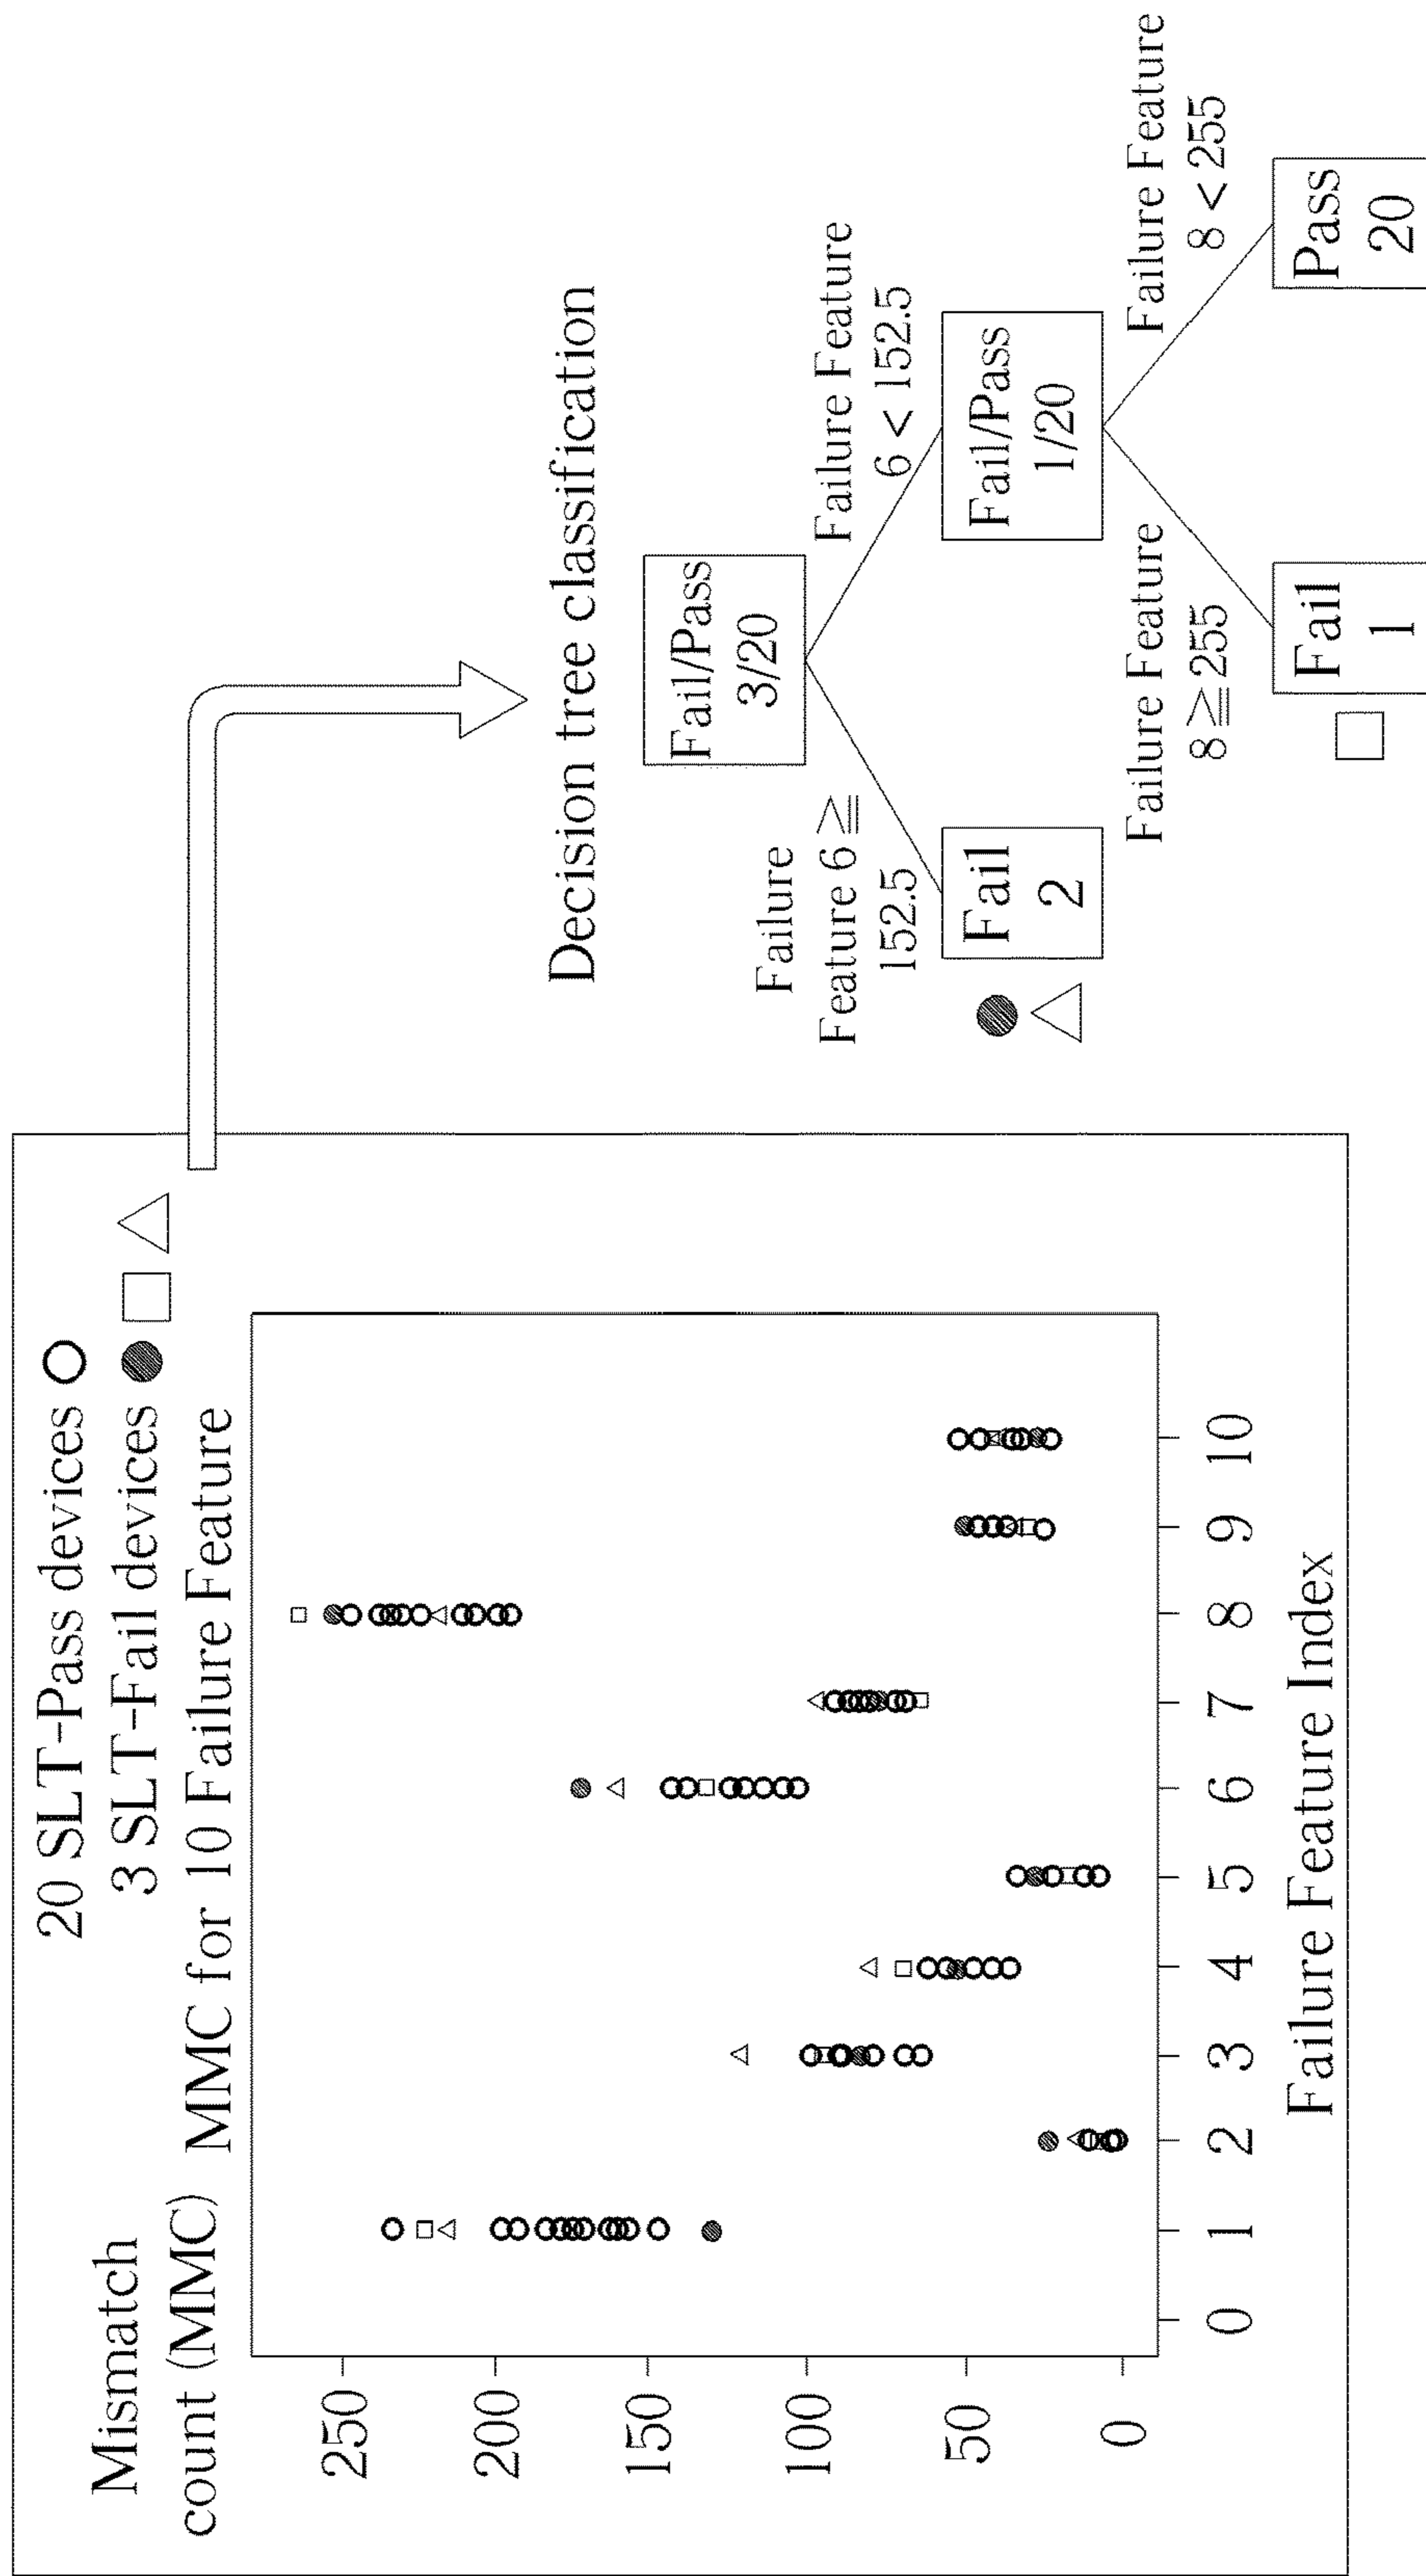 20 SLT-Pass devices
3 SLT-Fail devices
Mismatch
count (MMC)
MMC for 10 Failure Feature
250
200
150
100
50
0
0 1 2 3 4 5 6 7 8 9 10
Failure Feature Index
Decision tree classification
Fail/Pass
3/20
Failure
Feature 6≧
152.5
Failure Feature
6 < 152.5
Fail
2
Fail/Pass
1/20
Failure Feature
8≧255
Failure Feature
8 < 255
Fail
1
Pass
20